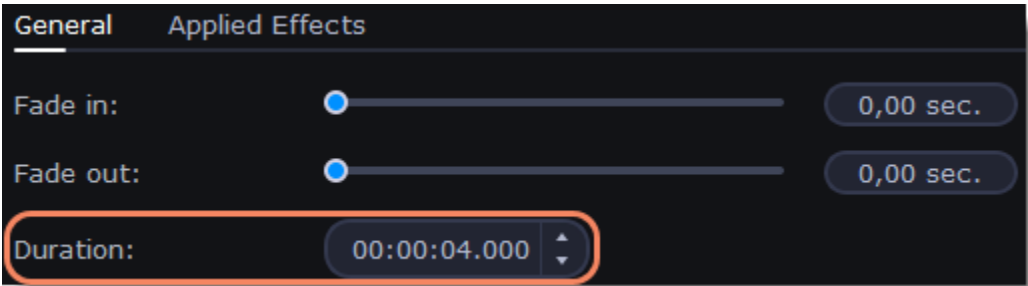 General Applied Effects
Fade in: 0,00 sec.
Fade out: 0,00 sec.
Duration: 00:00:04.000